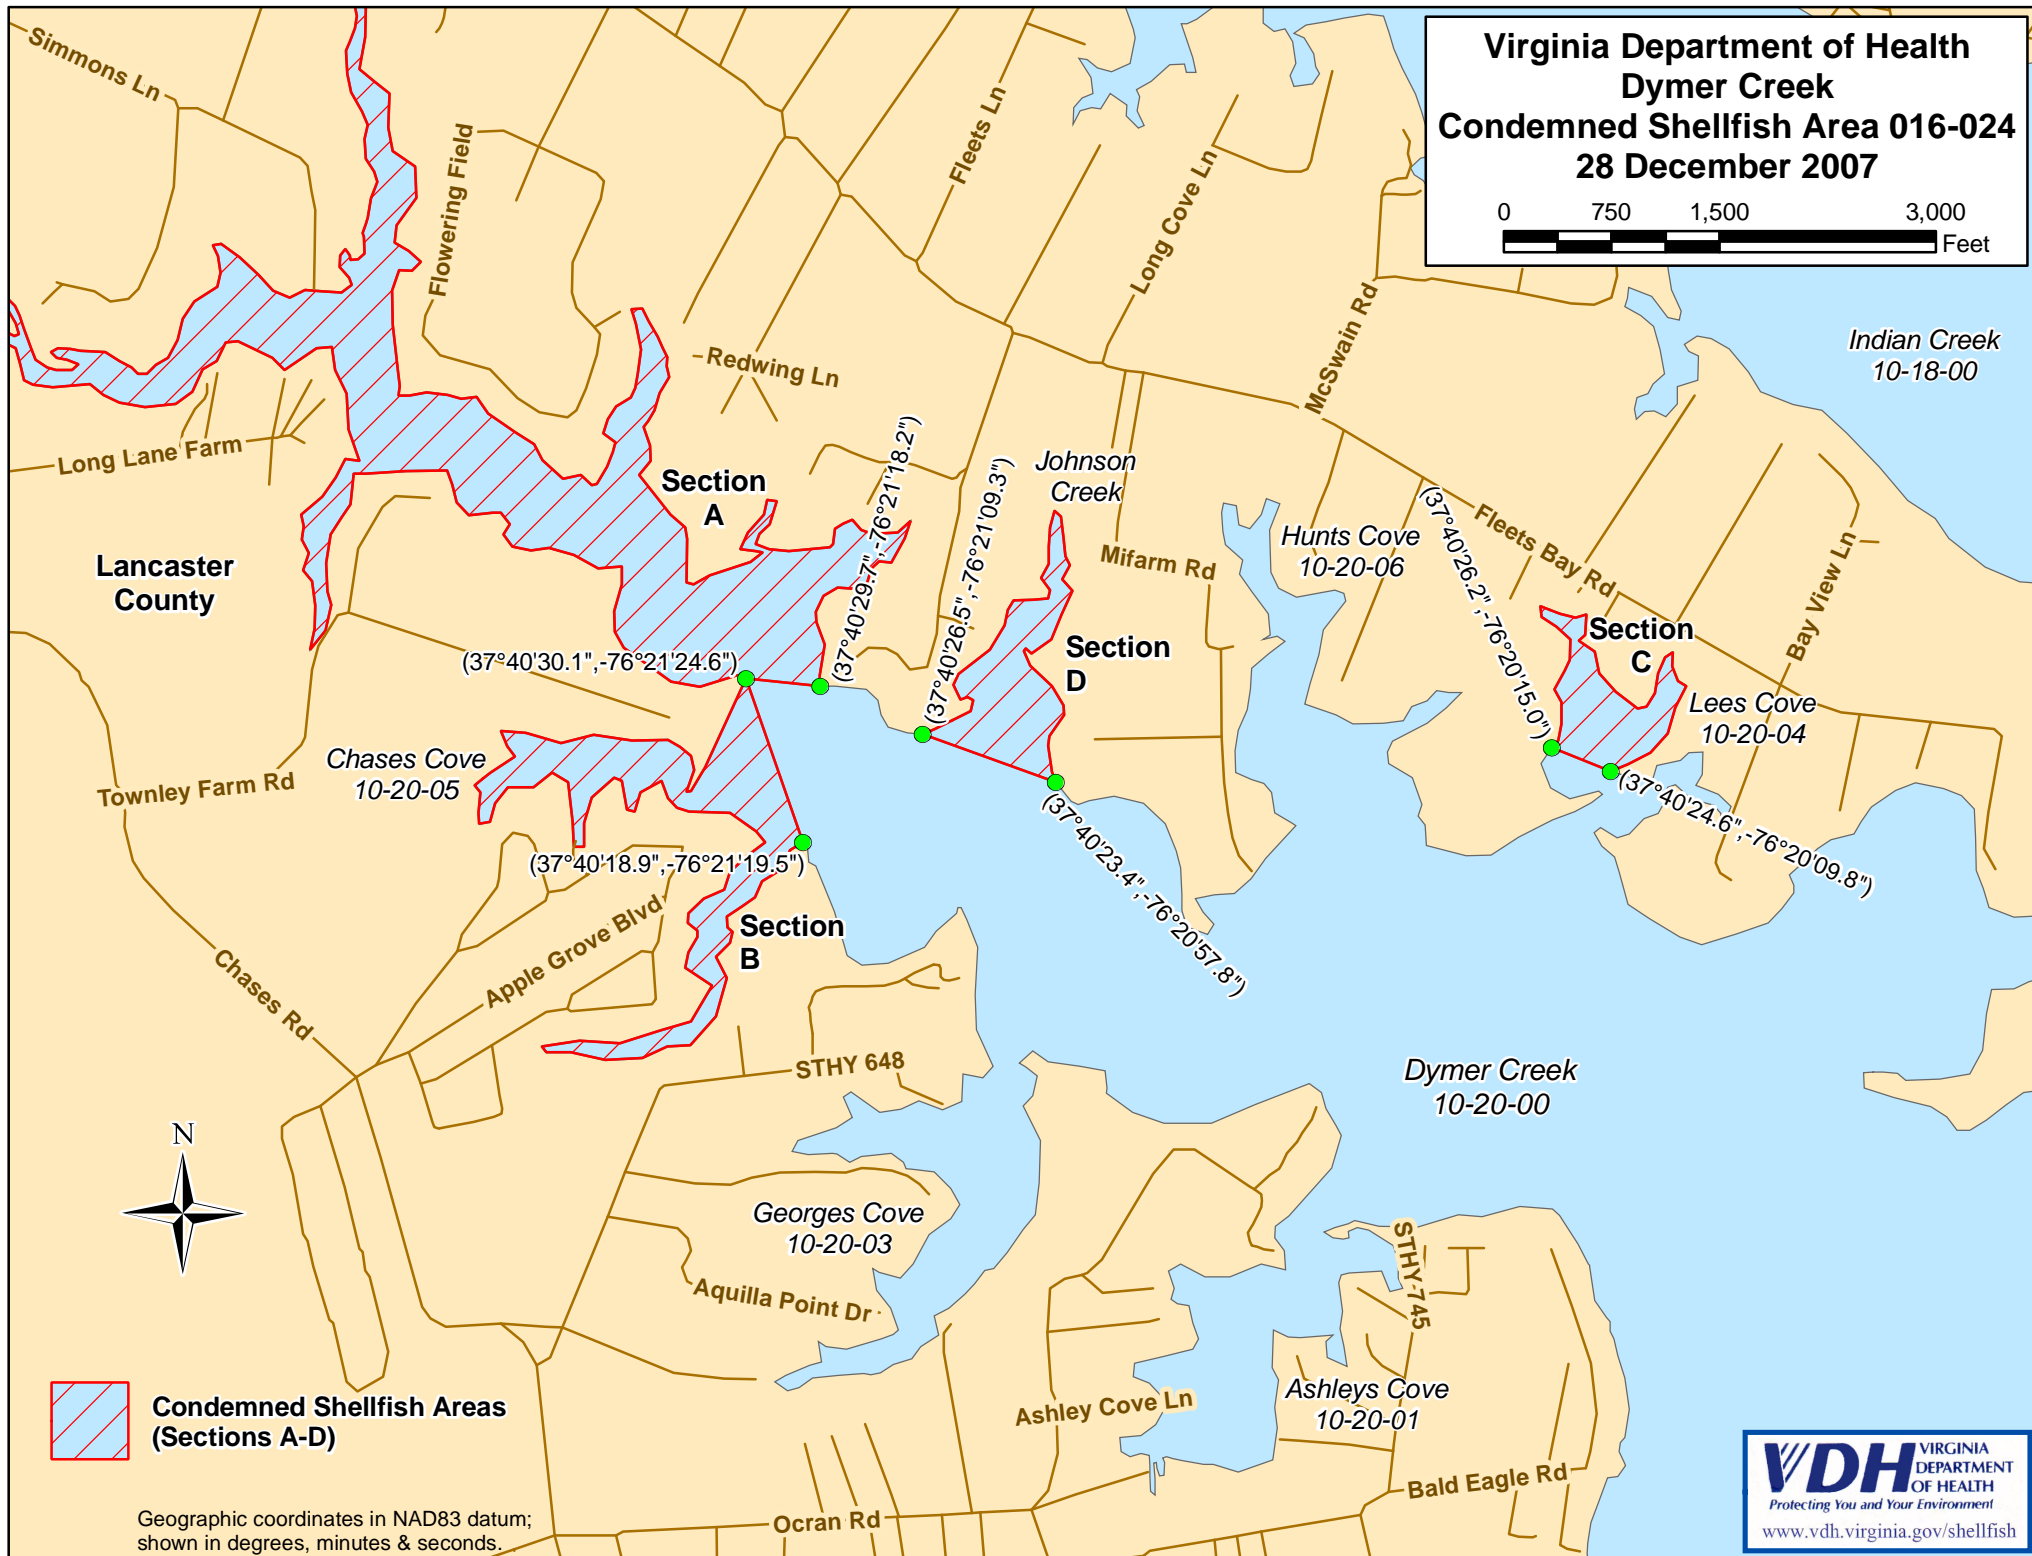 Virginia Department of Health
Dymer Creek
Condemned Shellfish Area 016-024
28 December 2007
0 750 1,500 3,000
Feet
Simmons Ln
Flowering Field
Fleets Ln
Long Cove Ln
McSwain Rd
Indian Creek
10-18-00
Redwing Ln
Long Lane Farm
Section
A
(37°40'29.7",-76°21'18.2")
(37°40'26.5",-76°21'09.3")
Johnson
Creek
Mifarm Rd
Hunts Cove
10-20-06
(37°40'26.2",-76°20'15.0")
Fleets Bay Rd
Bay View Ln
Lancaster
County
(37°40'30.1",-76°21'24.6")
Section
D
Section
C
Lees Cove
10-20-04
Chases Cove
10-20-05
Townley Farm Rd
(37°40'24.6",-76°20'09.8")
(37°40'23.4",-76°20'57.8")
(37°40'18.9",-76°21'19.5")
Apple Grove Blvd
Section
B
Chases Rd
STHY 648
Dymer Creek
10-20-00
N
Georges Cove
10-20-03
Aquilla Point Dr
STHY-745
Ashley Cove Ln
Ashleys Cove
10-20-01
Condemned Shellfish Areas
(Sections A-D)
Bald Eagle Rd
Ocran Rd
Geographic coordinates in NAD83 datum;
shown in degrees, minutes & seconds.
VDH VIRGINIA
DEPARTMENT
OF HEALTH
Protecting You and Your Environment
www.vdh.virginia.gov/shellfish